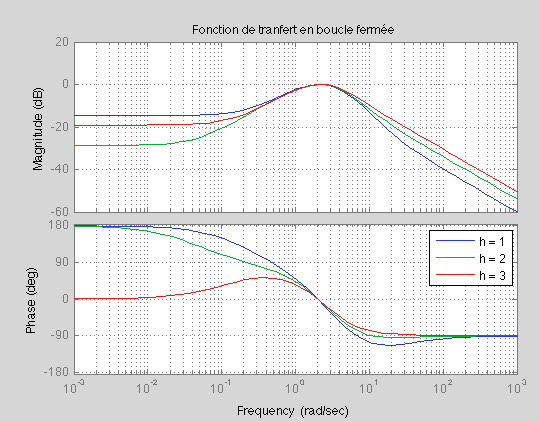 Fonction de tranfert en boucle fermée
20
0
-20
-40
-60
Magnitude (dB)
180
90
0
-90
-180
Phase (deg)
h = 1
h = 2
h = 3
10^-3
10^-2
10^-1
10^0
10^1
10^2
10^3
Frequency (rad/sec)